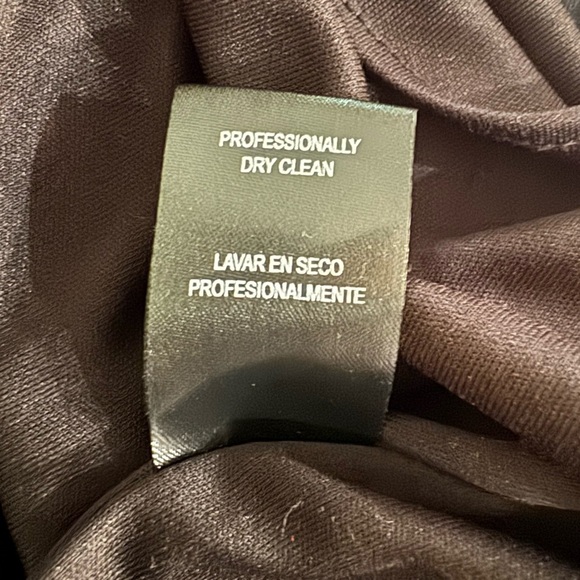 PROFESSIONALLY
DRY CLEAN
LAVAR EN SECO
PROFESIONALMENTE